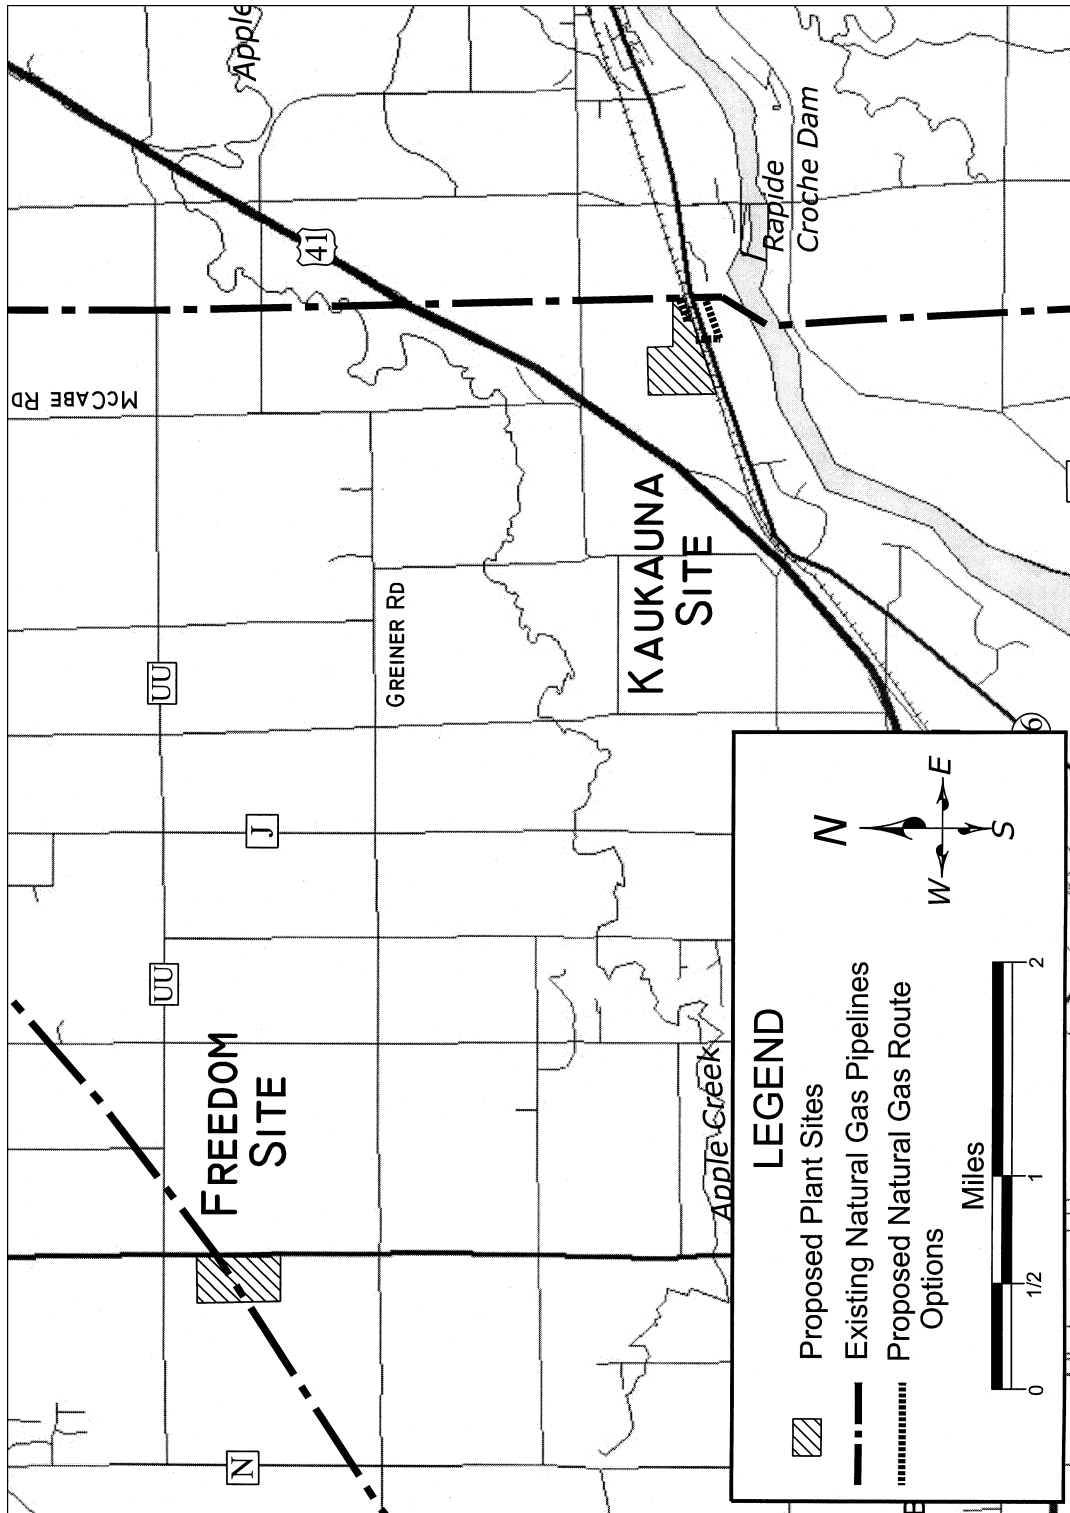 Apple
41
McCABE RD
Rapide
Croche Dam
UU
GREINER RD
KAUKAUNA
SITE
J
UU
FREEDOM
SITE
Apple Creek
N
6
LEGEND
Proposed Plant Sites
Existing Natural Gas Pipelines
Proposed Natural Gas Route
Options
Miles
0
1/2
1
2
N
W
E
S